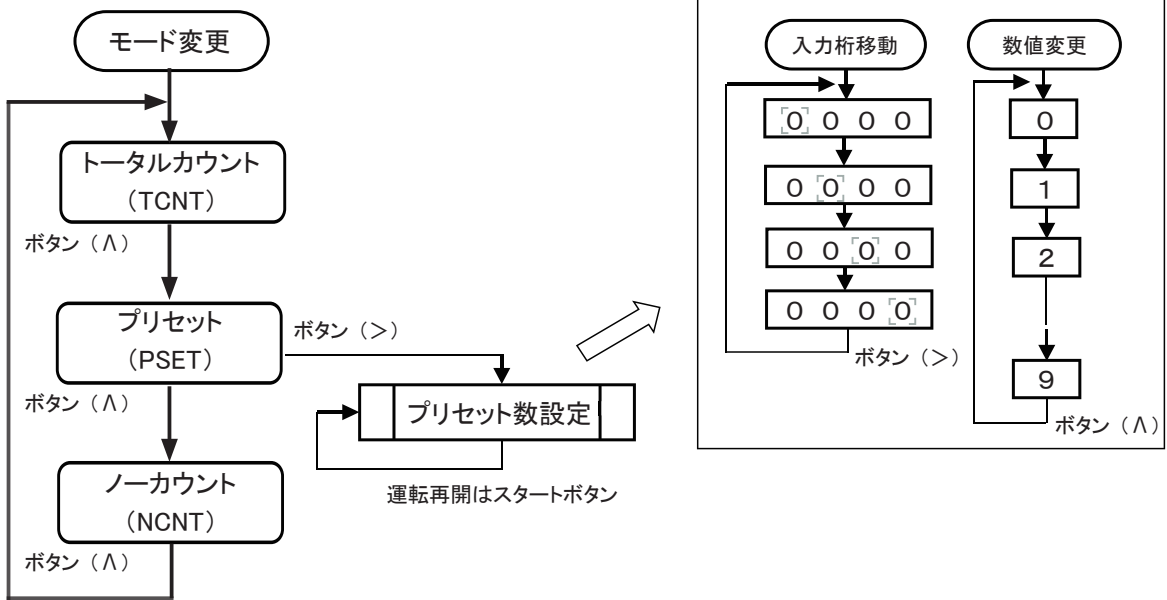 モード変更
トータルカウント
(TCNT)
ボタン (∧)
プリセット
(PSET)
ボタン (>)
ボタン (∧)
プリセット数設定
運転再開はスタートボタン
ノーカウント
(NCNT)
ボタン (∧)
入力桁移動
0 0 0 0
0 0 0 0
0 0 0 0
0 0 0 0
ボタン (>)
数値変更
0
1
2
9
ボタン (∧)